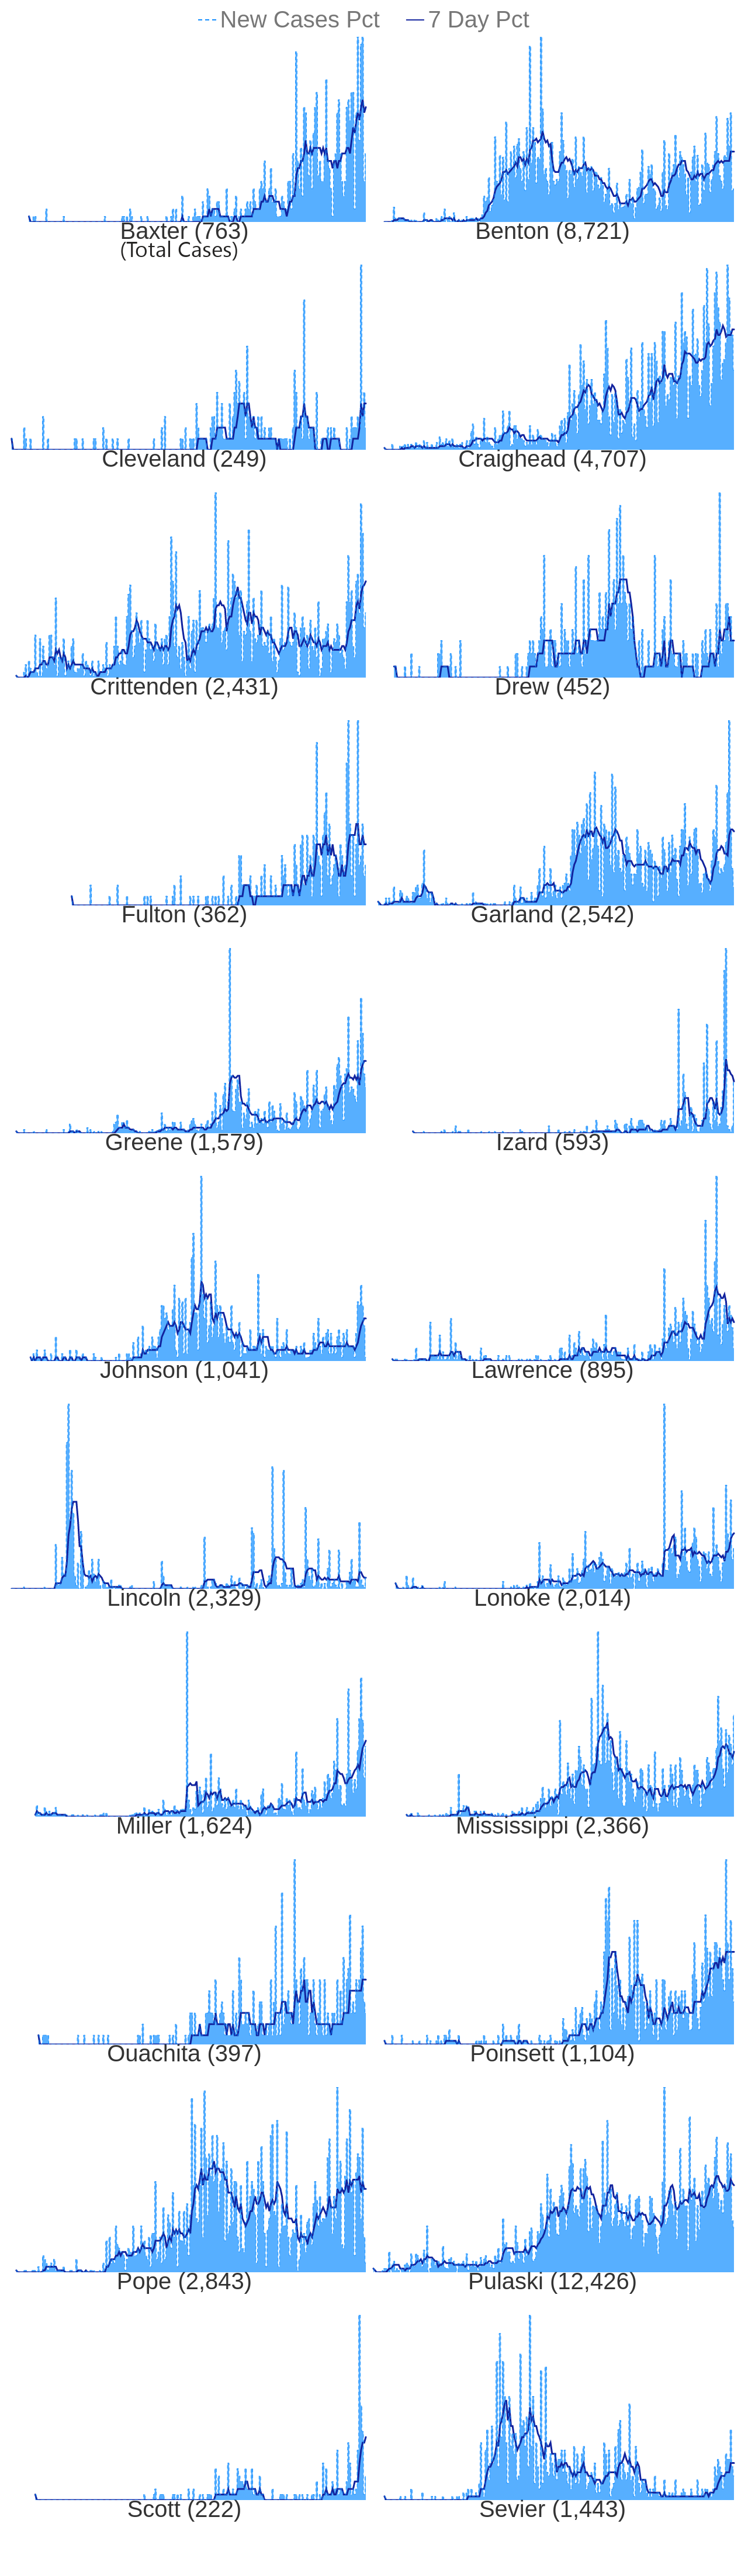 New Cases Pct 7 Day Pct
Baxter (763) Benton (8,721)
(Total Cases)
Cleveland (249) Craighead (4,707)
Crittenden (2,431) Drew (452)
Fulton (362) Garland (2,542)
Greene (1,579) Izard (593)
Johnson (1,041) Lawrence (895)
Lincoln (2,329) Lonoke (2,014)
Miller (1,624) Mississippi (2,366)
Ouachita (397) Poinsett (1,104)
Pope (2,843) Pulaski (12,426)
Scott (222) Sevier (1,443)